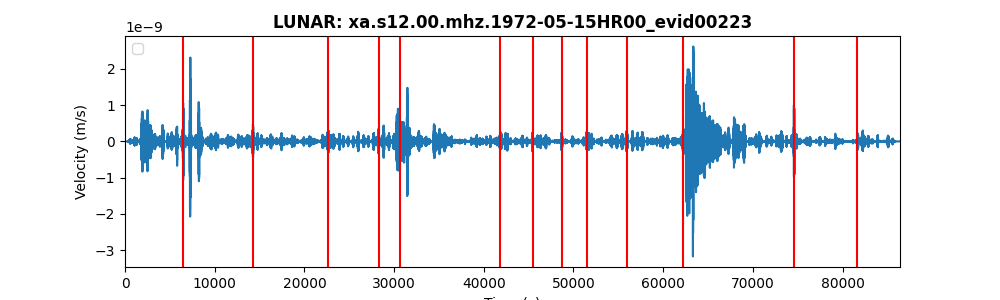 LUNAR: xa.s12.00.mhz.1972-05-15HR00_evid00223
1e−9
2
1
0
−1
−2
−3
Velocity (m/s)
0 10000 20000 30000 40000 50000 60000 70000 80000
Time (s)